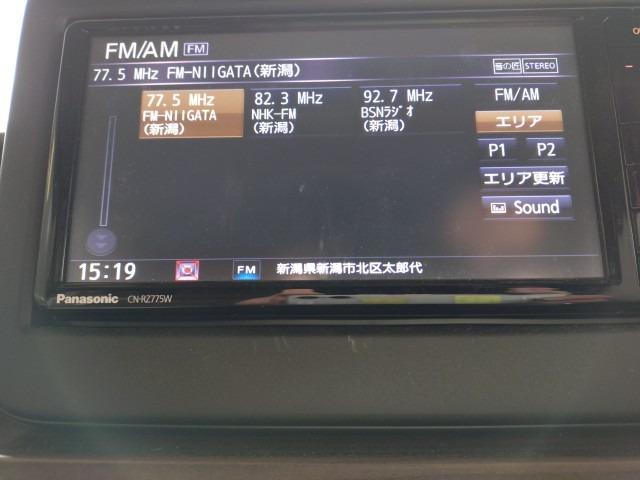 FM/AM FM
77.5 MHz FM-NIIGATA(新潟) 音の匠 STEREO
77.5 MHz 82.3 MHz 92.7 MHz FM/AM
FM-NIIGATA NHK-FM BSNラジオ
(新潟) (新潟) (新潟) エリア
P1 P2
エリア更新
Sound
15:19 FM 新潟県新潟市北区太郎代
Panasonic CN-RZ775W